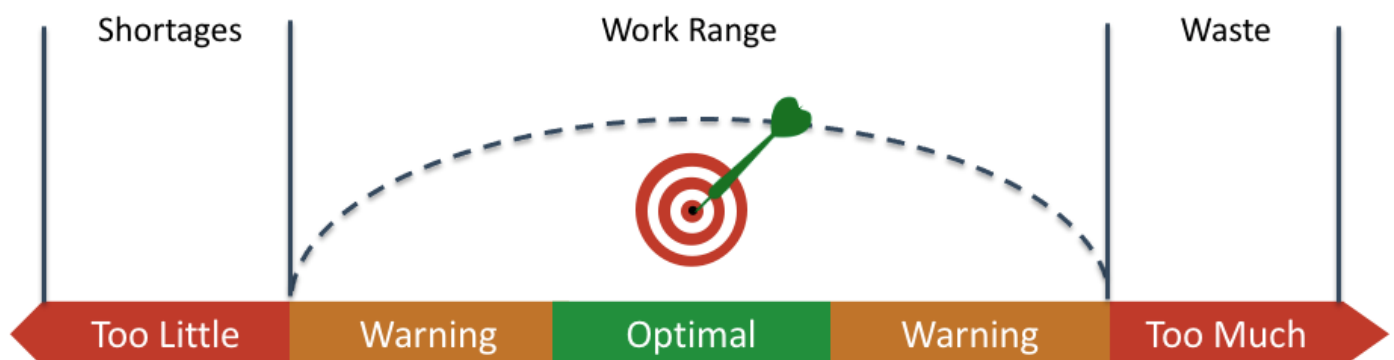 Shortages
Work Range
Waste
Too Little
Warning
Optimal
Warning
Too Much